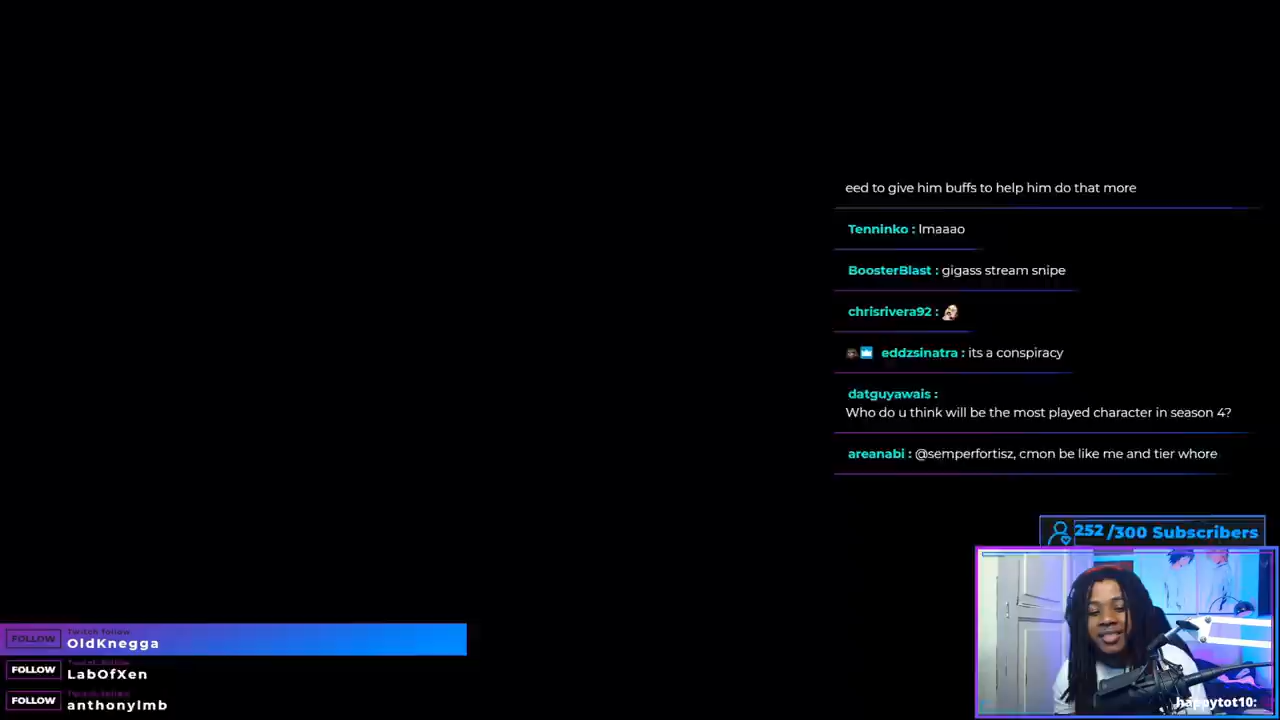 eed to give him buffs to help him do that more
Tenninko : lmaaao
BoosterBlast : gigass stream snipe
chrisrivera92 :
eddzsinatra : its a conspiracy
datguyawais :
Who do u think will be the most played character in season 4?
areanabi : @semperfortisz, cmon be like me and tier whore
252 /300 Subscribers
FOLLOW
Twitch follow
OldKnegga
FOLLOW
LabOfXen
FOLLOW
anthonylmb
happytot10: